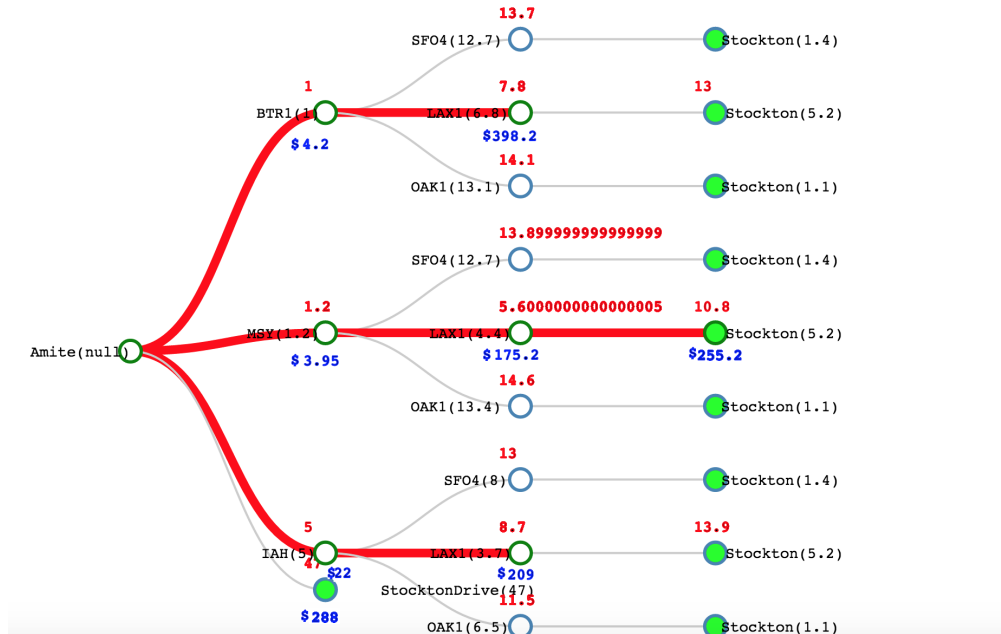 13.7
SFO4(12.7)
Stockton(1.4)
1
7.8
13
BTR1(1)
LAX1(6.8)
Stockton(5.2)
$4.2
$398.2
14.1
OAK1(13.1)
Stockton(1.1)
13.899999999999999
SFO4(12.7)
Stockton(1.4)
1.2
5.6000000000000005
10.8
MSY(1.2)
LAX1(4.4)
Stockton(5.2)
Amite(null)
$3.95
$175.2
$255.2
14.6
OAK1(13.4)
Stockton(1.1)
13
SFO4(8)
Stockton(1.4)
5
8.7
13.9
IAH(5)
LAX1(3.7)
Stockton(5.2)
47
$22
$209
StocktonDrive(47)
11.5
$288
OAK1(6.5)
Stockton(1.1)